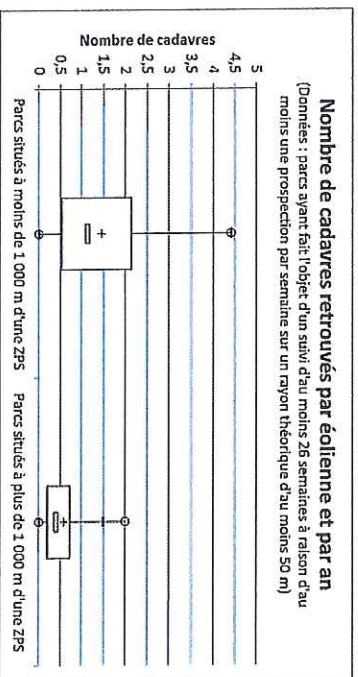 Nombre de cadavres retrouvés par éolienne et par an
(Données : parcs ayant fait l'objet d'un suivi d'au moins 26 semaines à raison d'au
moins une prospection par semaine sur un rayon théorique d'au moins 50 m)
Nombre de cadavres
5
4,5
4
3,5
3
2,5
2
1,5
1
0,5
0
Parcs situés à moins de 1 000 m d'une ZPS
Parcs situés à plus de 1 000 m d'une ZPS